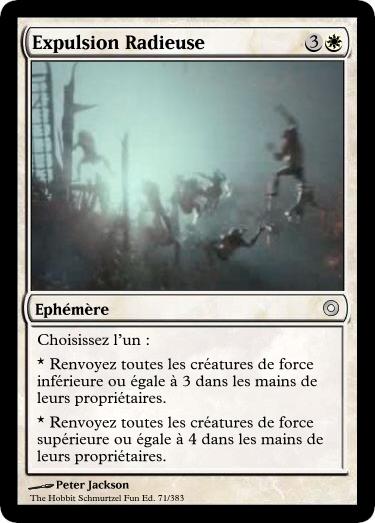 Expulsion Radieuse 3
Ephémère
Choisissez l'un :
* Renvoyez toutes les créatures de force
inférieure ou égale à 3 dans les mains de
leurs propriétaires.
* Renvoyez toutes les créatures de force
supérieure ou égale à 4 dans les mains de
leurs propriétaires.
Peter Jackson
The Hobbit Schmurtzel Fun Ed. 71/383